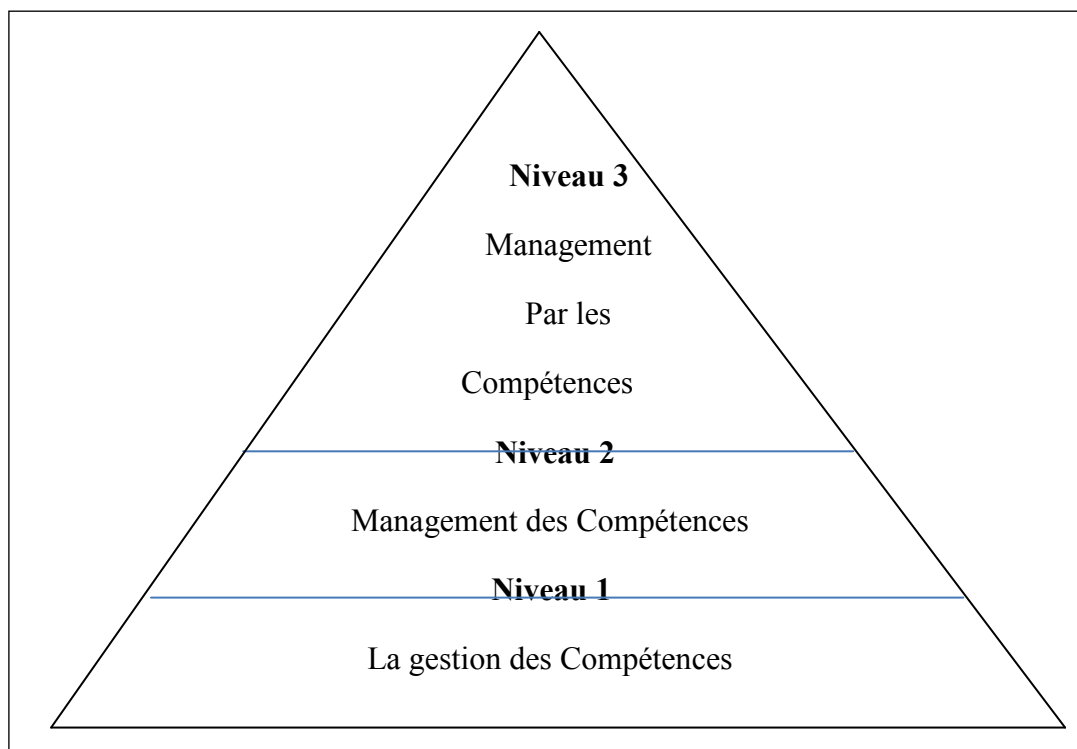 Niveau 3
Management
Par les
Compétences
Niveau 2
Management des Compétences
Niveau 1
La gestion des Compétences